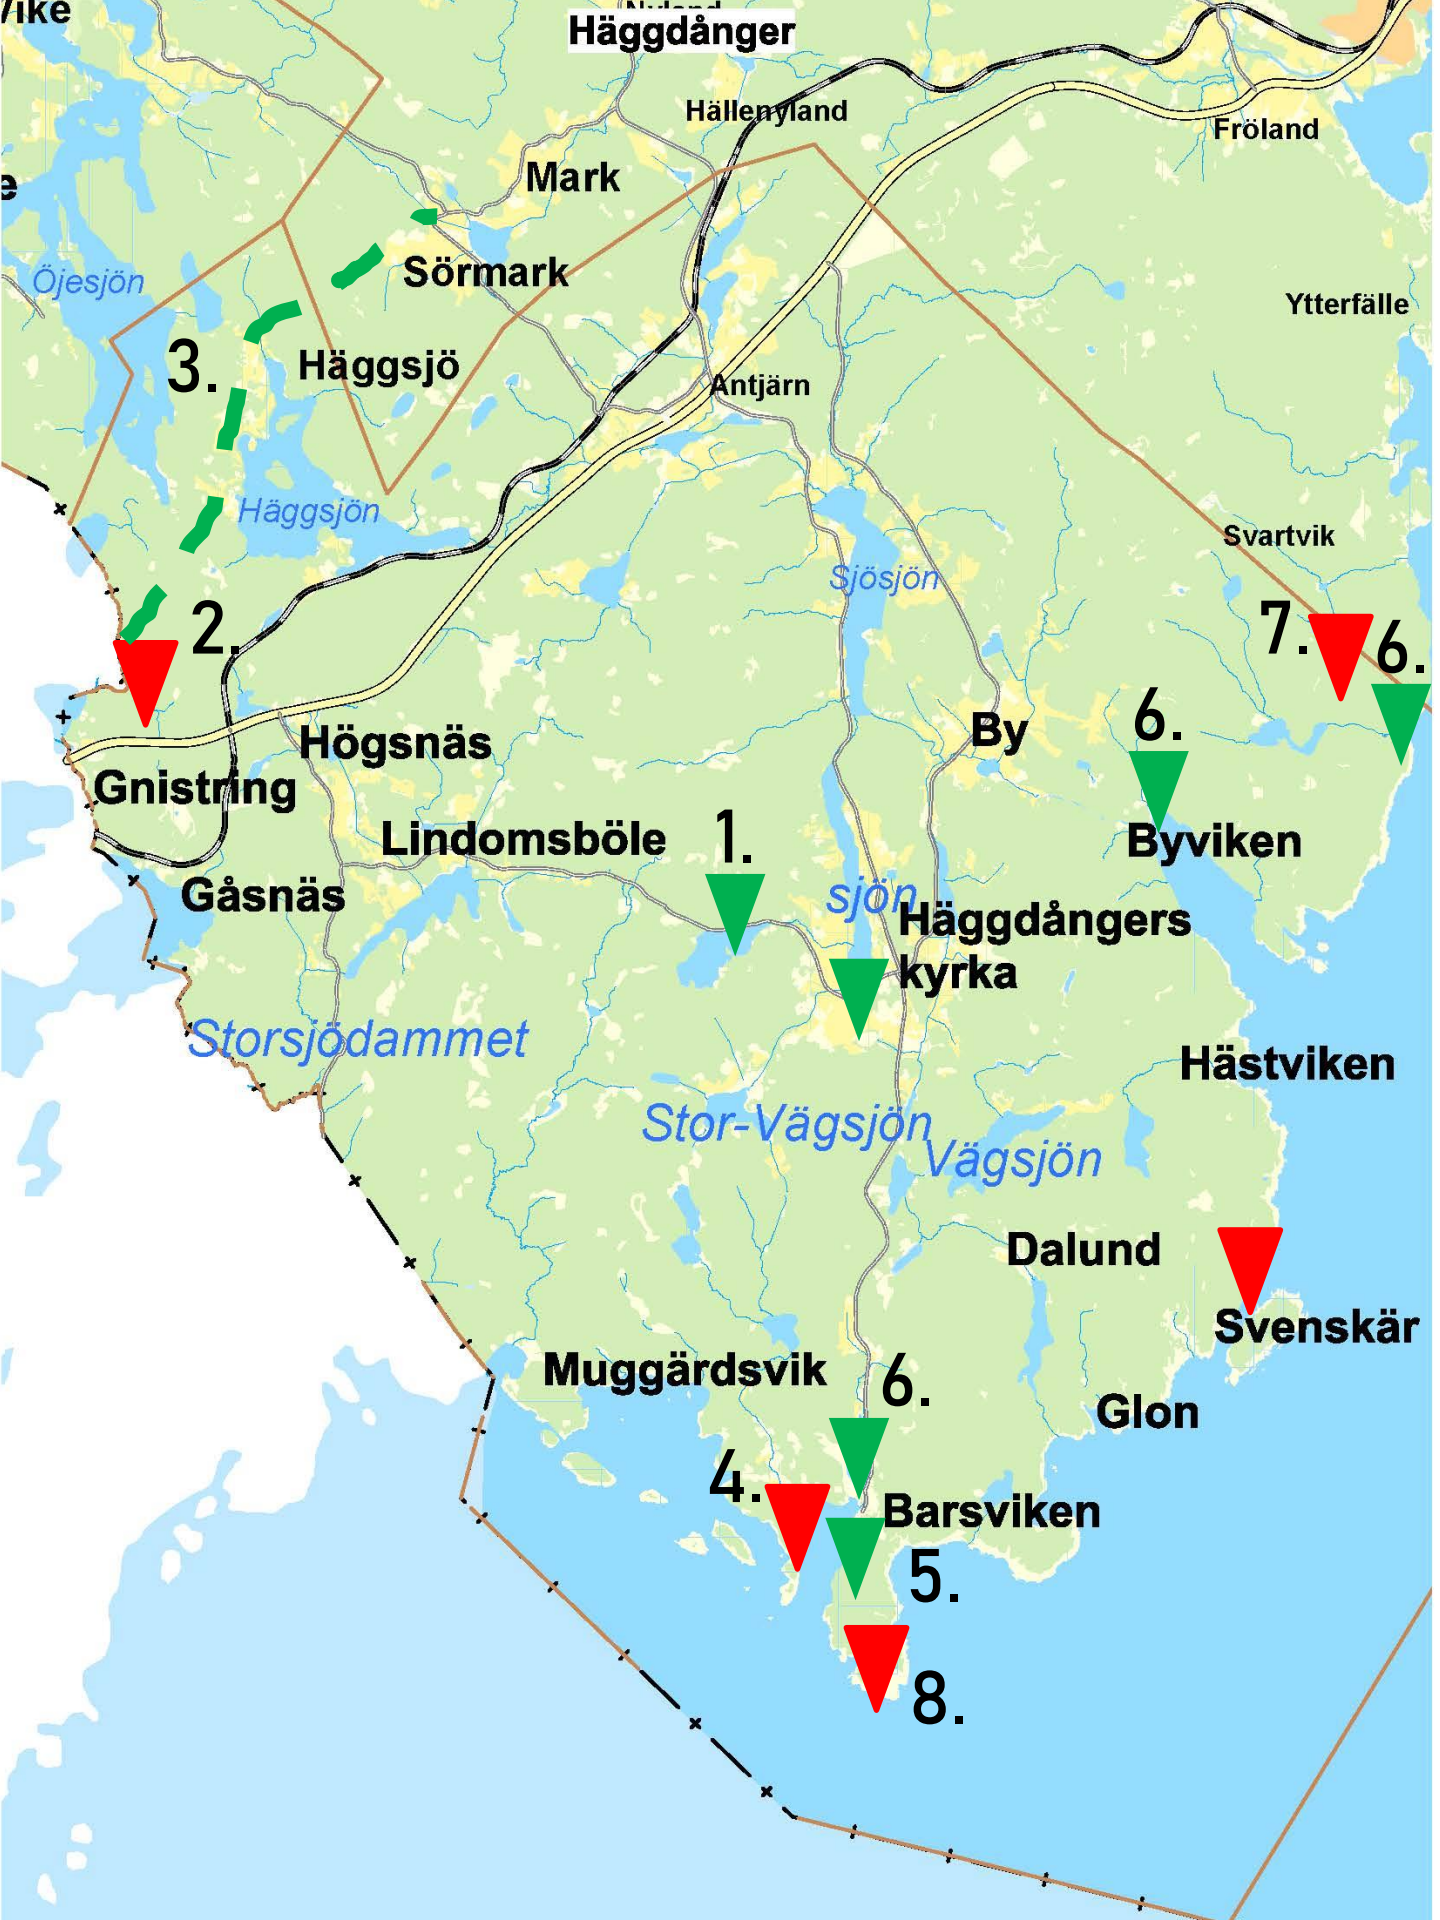 Häggdånger
Hällenyland
Fröland
Mark
Sörmark
Öjesjön
Ytterfälle
3.
Häggsjö
Antjärn
Häggsjön
Svartvik
Sjösjön
2.
7.
6.
Högsnäs
By
6.
Gnistring
Lindomsböle
1.
Byviken
Gåsnäs
sjön
Häggdångers
kyrka
Storsjödammet
Hästviken
Stor-Vägsjön
Vägsjön
Dalund
Svenskär
Muggärdsvik
6.
Glon
4.
Barsviken
5.
8.